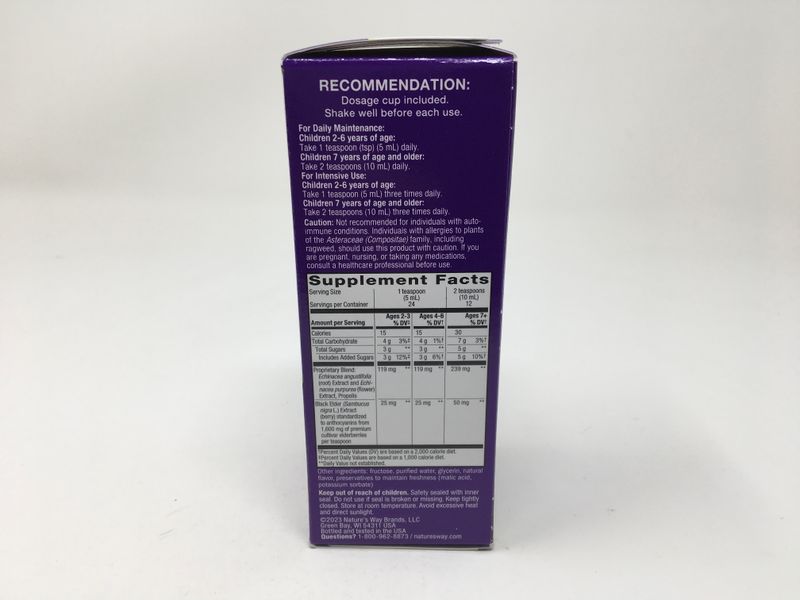 RECOMMENDATION:
Dosage cup included.
Shake well before each use.
For Daily Maintenance:
Children 2-6 years of age:
Take 1 teaspoon (tsp) (5 mL) daily.
Children 7 years of age and older:
Take 2 teaspoons (10 mL) daily.
For Intensive Use:
Children 2-6 years of age:
Take 1 teaspoon (5 mL) three times daily.
Children 7 years of age and older:
Take 2 teaspoons (10 mL) three times daily.
Caution: Not recommended for individuals with auto-
immune conditions. Individuals with allergies to plants
of the Asteraceae (Compositae) family, including
ragweed, should use this product with caution. If you
are pregnant, nursing, or taking any medications,
consult a healthcare professional before use.
Supplement Facts
Serving Size 1 teaspoon (5 mL) 2 teaspoons (10 mL)
Servings per Container 24 12
Amount per Serving Ages 2-3 % DV‡ Ages 4-6 % DV† Ages 7+ % DV†
Calories 15 15 30
Total Carbohydrate 4 g 3%‡ 4 g 1%† 7 g 3%†
Total Sugars 3 g ** 3 g ** 5 g **
Includes Added Sugars 3 g 12%‡ 3 g 6%† 5 g 10%†
Proprietary Blend: 119 mg ** 119 mg ** 239 mg **
Echinacea angustifolia
(root) Extract and Echi-
nacea purpurea (flower)
Extract, Propolis
Black Elder (Sambucus 25 mg ** 25 mg ** 50 mg **
nigra L.) Extract
(berry) standardized
to anthocyanins from
1,600 mg of premium
cultivar elderberries
per teaspoon
†Percent Daily Values (DV) are based on a 2,000 calorie diet.
‡Percent Daily Values are based on a 1,000 calorie diet.
**Daily Value not established.
Other ingredients: fructose, purified water, glycerin, natural
flavor, preservatives to maintain freshness (malic acid,
potassium sorbate)
Keep out of reach of children. Safety sealed with inner
seal. Do not use if seal is broken or missing. Keep tightly
closed. Store at room temperature. Avoid excessive heat
and direct sunlight.
©2023 Nature's Way Brands, LLC
Green Bay, WI 54311 USA
Bottled and tested in the USA
Questions? 1-800-962-8873 / naturesway.com